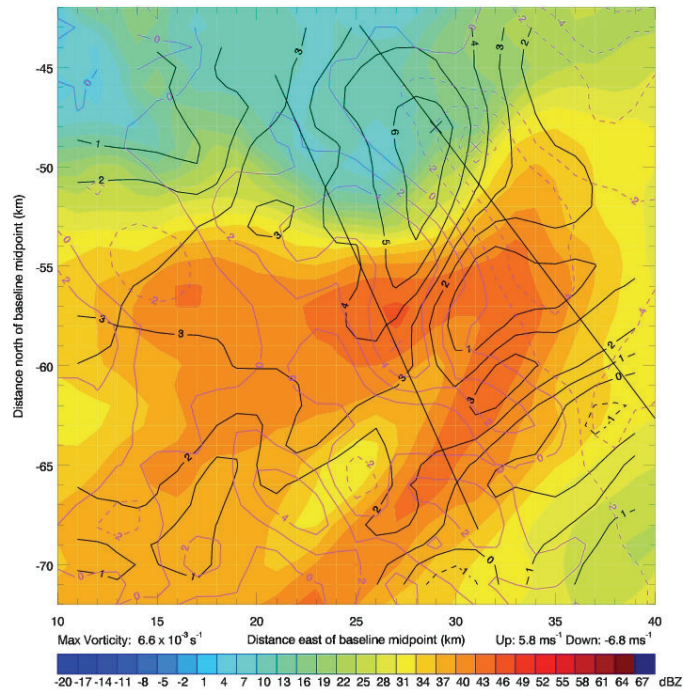 -45
-50
-55
-60
-65
-70
Distance north of baseline midpoint (km)
10 15 20 25 30 35 40
Max Vorticity: 6.6 x 10⁻³ s⁻¹ Distance east of baseline midpoint (km) Up: 5.8 ms⁻¹ Down: -6.8 ms⁻¹
-20 -17 -14 -11 -8 -5 -2 1 4 7 10 13 16 19 22 25 28 31 34 37 40 43 46 49 52 55 58 61 64 67 dBZ